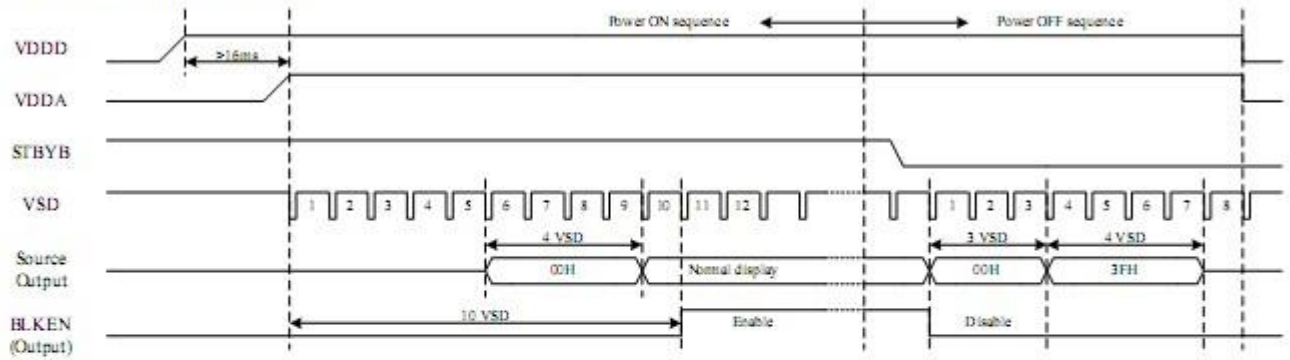 Power ON sequence Power OFF sequence
VDDD
>16ms
VDDA
STBYB
VSD 1 2 3 4 5 6 7 8 9 10 11 12 1 2 3 4 5 6 7 8
4 VSD 3 VSD 4 VSD
Source
Output
00H Normal display 00H 3FH
10 VSD Enable Disable
BLKEN
(Output)